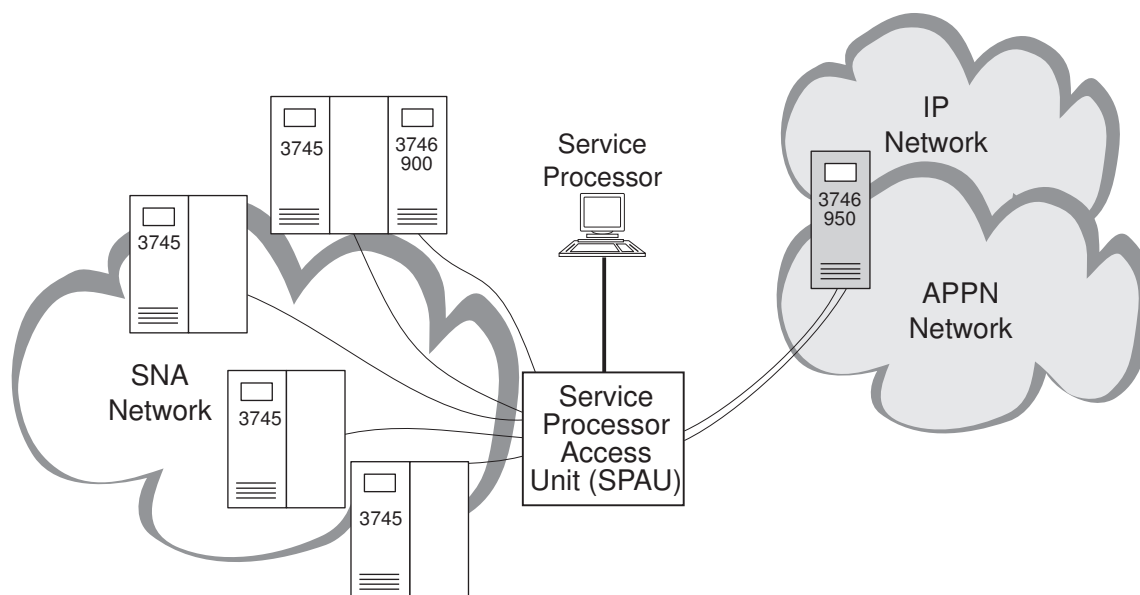 3745
3746
900
3745
SNA
Network
3745
3745
Service
Processor
Service
Processor
Access
Unit (SPAU)
IP
Network
3746
950
APPN
Network